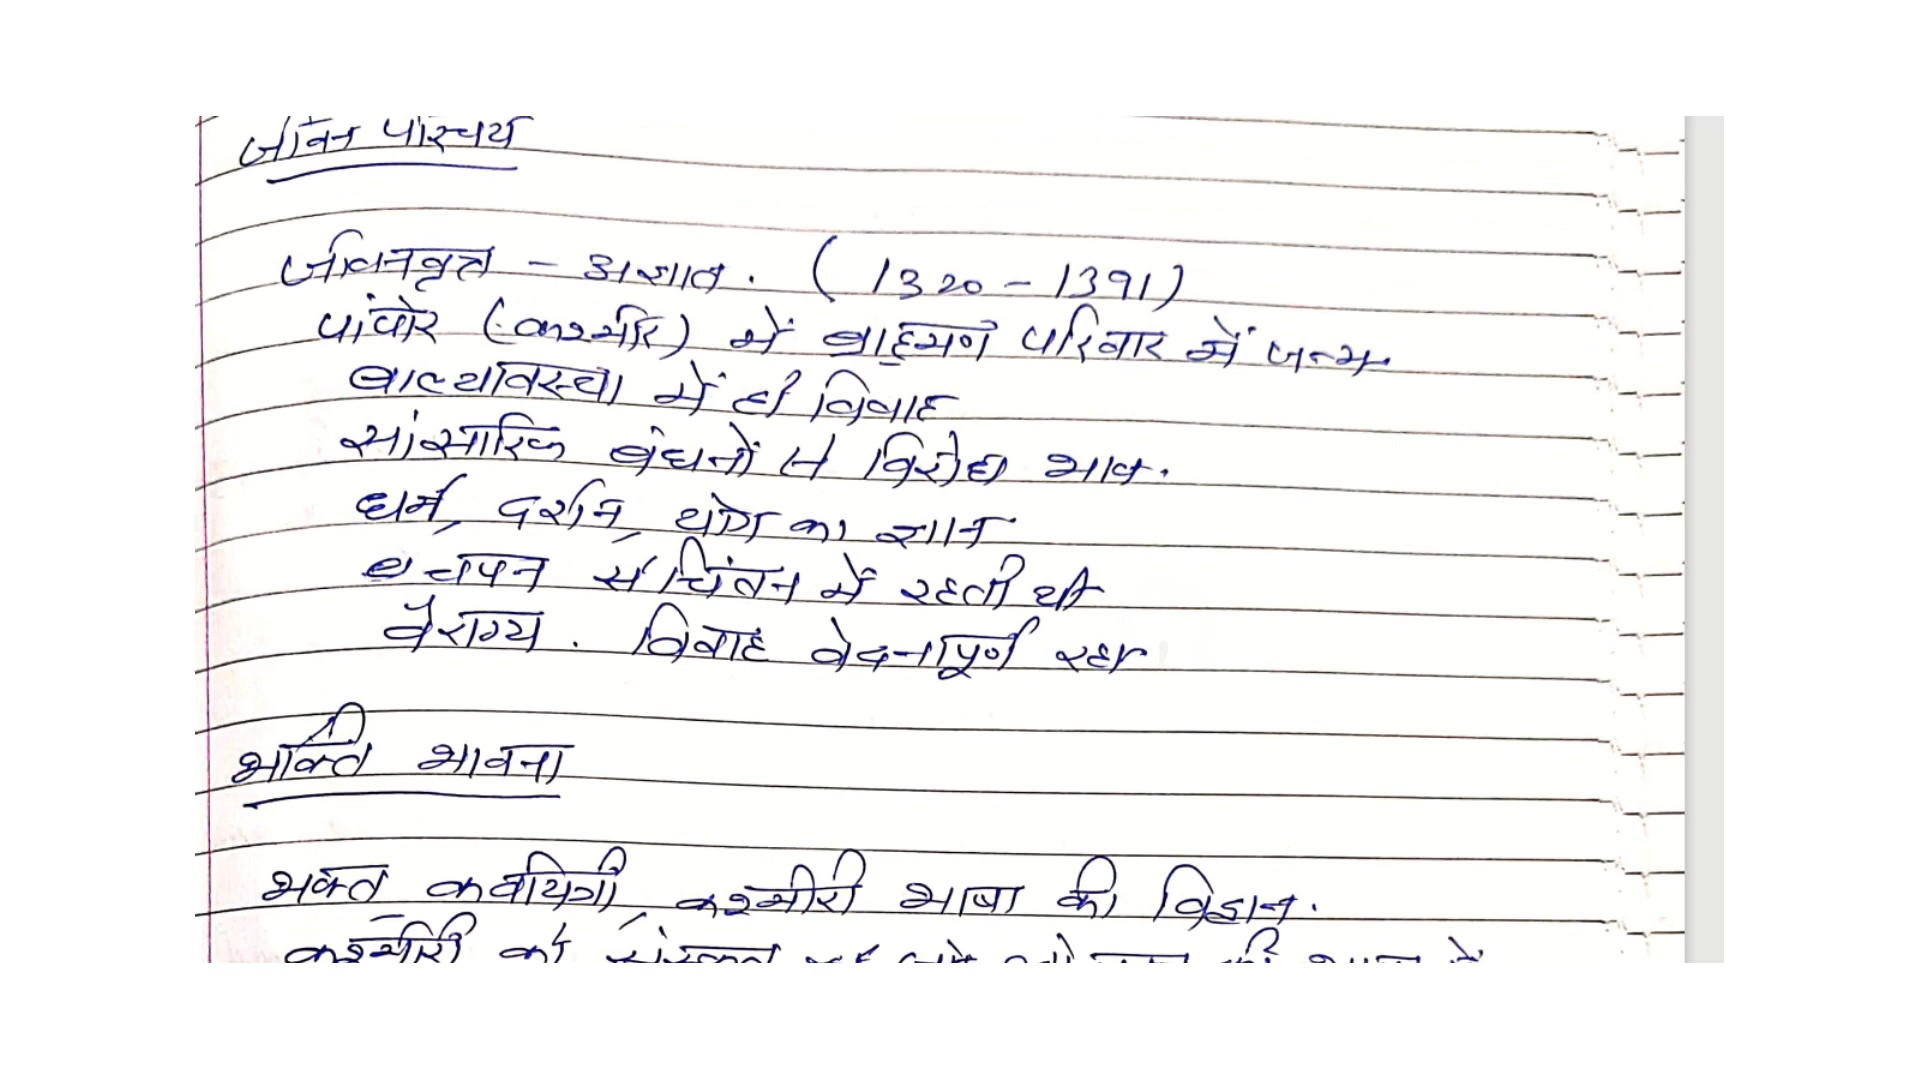 जीवन परिचय
जीवनवृत्त - अज्ञात. ( 1320 - 1391)
पांपोर (कश्मीर) में ब्राह्मण परिवार में जन्म.
बाल्यावस्था में ही विवाह
सांसारिक बंधनों से विरोध भाव.
धर्म, दर्शन, योग का ज्ञान
बचपन से चिंतन में रहती थी
वैराग्य. विवाह वेदनापूर्ण रहा
भक्ति भावना
भक्त कवयित्री, कश्मीरी भाषा की विद्वान.
कश्मीरी को